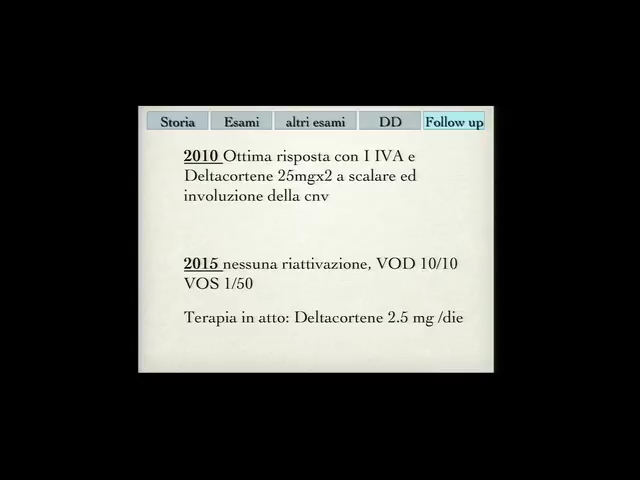 Storia Esami altri esami DD Follow up
2010 Ottima risposta con I IVA e
Deltacortene 25mgx2 a scalare ed
involuzione della cnv
2015 nessuna riattivazione, VOD 10/10
VOS 1/50
Terapia in atto: Deltacortene 2.5 mg /die